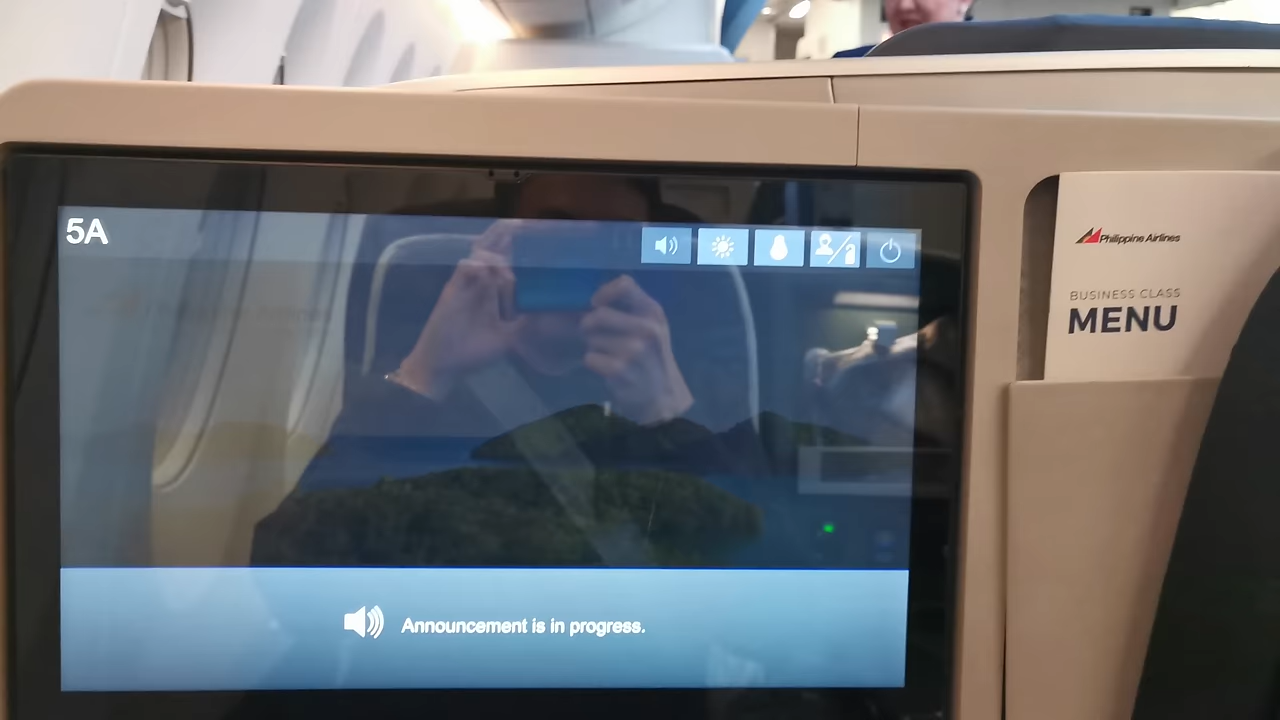 5A
Announcement is in progress.
Philippine Airlines
BUSINESS CLASS
MENU